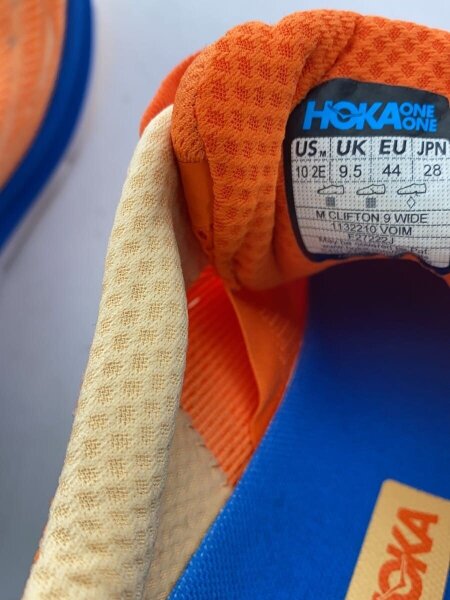 HOKA ONE ONE
US M UK EU JPN
10 2E 9.5 44 28
M CLIFTON 9 WIDE
1132210 VOIM
F27222J
HOKA